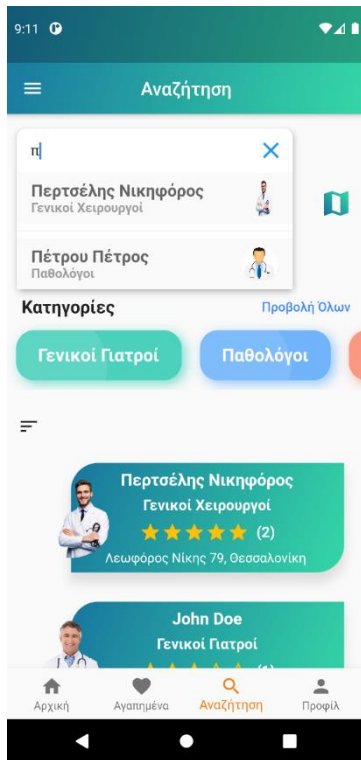 9:11
Αναζήτηση
π
Περτσέλης Νικηφόρος
Γενικοί Χειρουργοί
Πέτρου Πέτρος
Παθολόγοι
Κατηγορίες
Προβολή Όλων
Γενικοί Γιατροί
Παθολόγοι
Περτσέλης Νικηφόρος
Γενικοί Χειρουργοί
(2)
Λεωφόρος Νίκης 79, Θεσσαλονίκη
John Doe
Γενικοί Γιατροί
(1)
Αρχική
Αγαπημένα
Αναζήτηση
Προφίλ